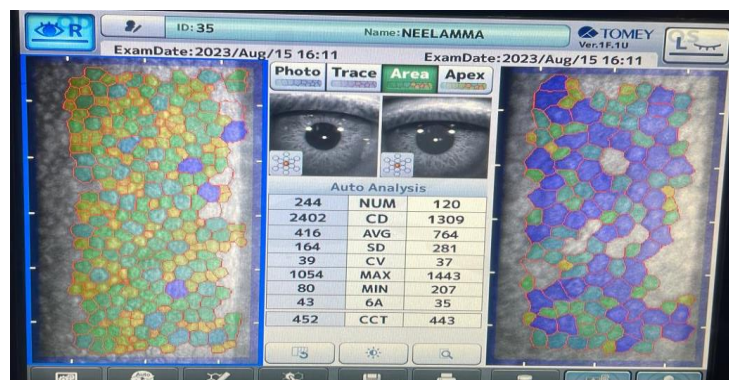 R
ID:35
Name:NEELAMMA
TOMEY
Ver.1F.1U
OS
L
ExamDate:2023/Aug/15 16:11
ExamDate:2023/Aug/15 16:11
Photo Trace Area Apex
Auto Analysis
244 NUM 120
2402 CD 1309
416 AVG 764
164 SD 281
39 CV 37
1054 MAX 1443
80 MIN 207
43 6A 35
452 CCT 443